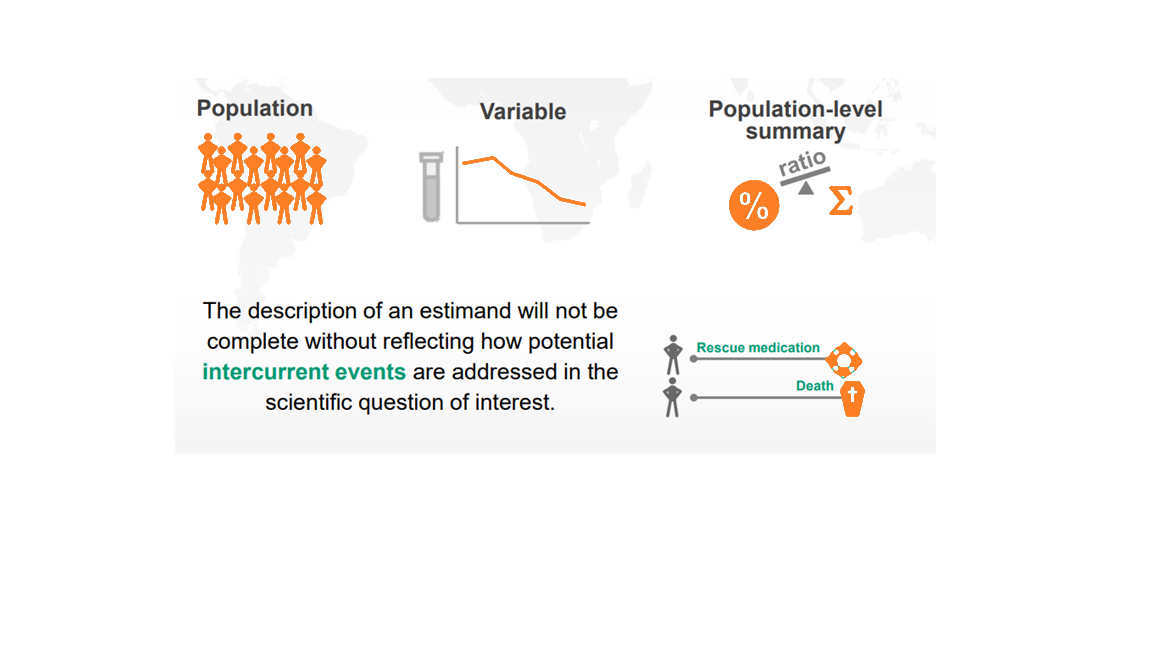 Population
Variable
Population-level
summary
ratio
%
Σ
The description of an estimand will not be
complete without reflecting how potential
intercurrent events are addressed in the
scientific question of interest.
Rescue medication
Death